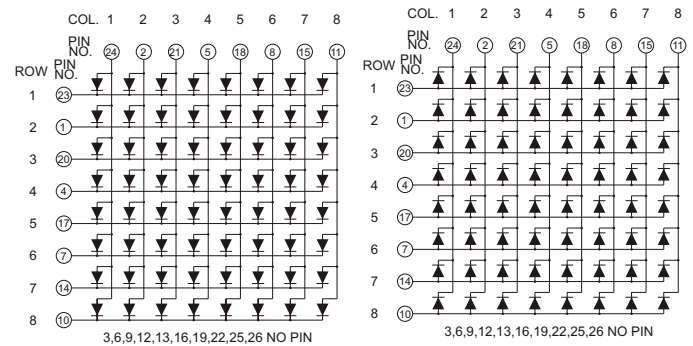 COL. 1 2 3 4 5 6 7 8
PIN
NO. 24 2 21 5 18 8 15 11
ROW PIN
NO.
1 23
2 1
3 20
4 4
5 17
6 7
7 14
8 10
3,6,9,12,13,16,19,22,25,26 NO PIN
COL. 1 2 3 4 5 6 7 8
PIN
NO. 24 2 21 5 18 8 15 11
ROW PIN
NO.
1 23
2 1
3 20
4 4
5 17
6 7
7 14
8 10
3,6,9,12,13,16,19,22,25,26 NO PIN